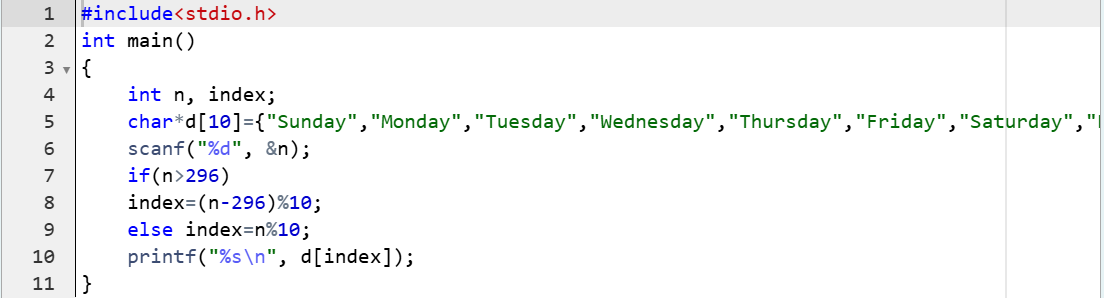 1 #include<stdio.h>
2 int main()
3 {
4 int n, index;
5 char*d[10]={"Sunday","Monday","Tuesday","Wednesday","Thursday","Friday","Saturday","
6 scanf("%d", &n);
7 if(n>296)
8 index=(n-296)%10;
9 else index=n%10;
10 printf("%s\n", d[index]);
11 }